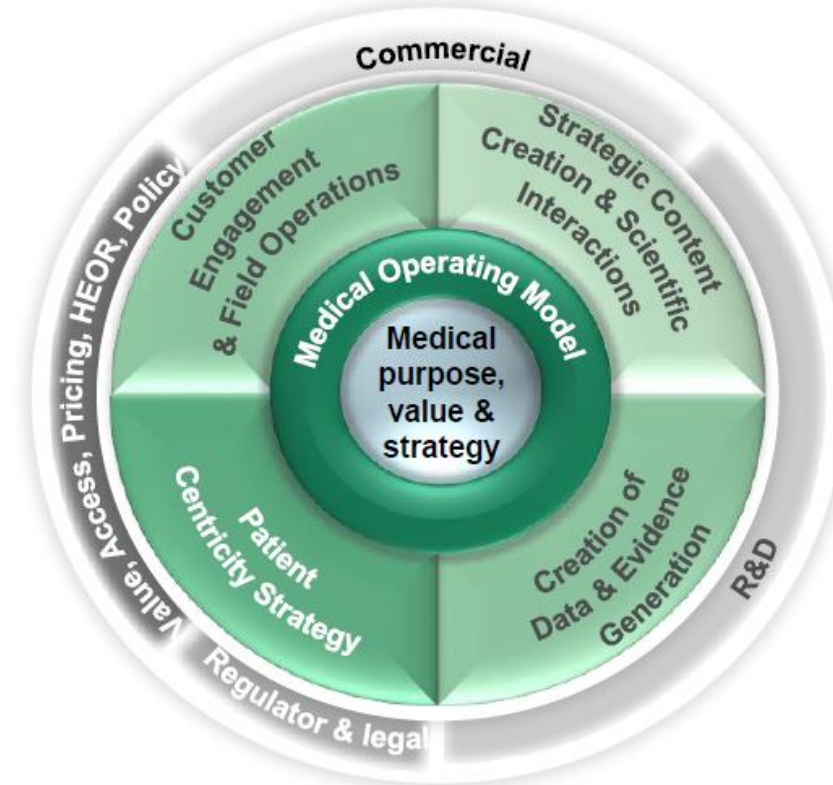 Commercial
Customer
Engagement
& Field Operations
Strategic Content
Creation & Scientific
Interactions
Value, Access, Pricing, HEOR, Policy
Medical Operating Model
Medical
purpose,
value &
strategy
Patient
Centricity Strategy
Creation of
Data & Evidence
Generation
R&D
Regulator & legal